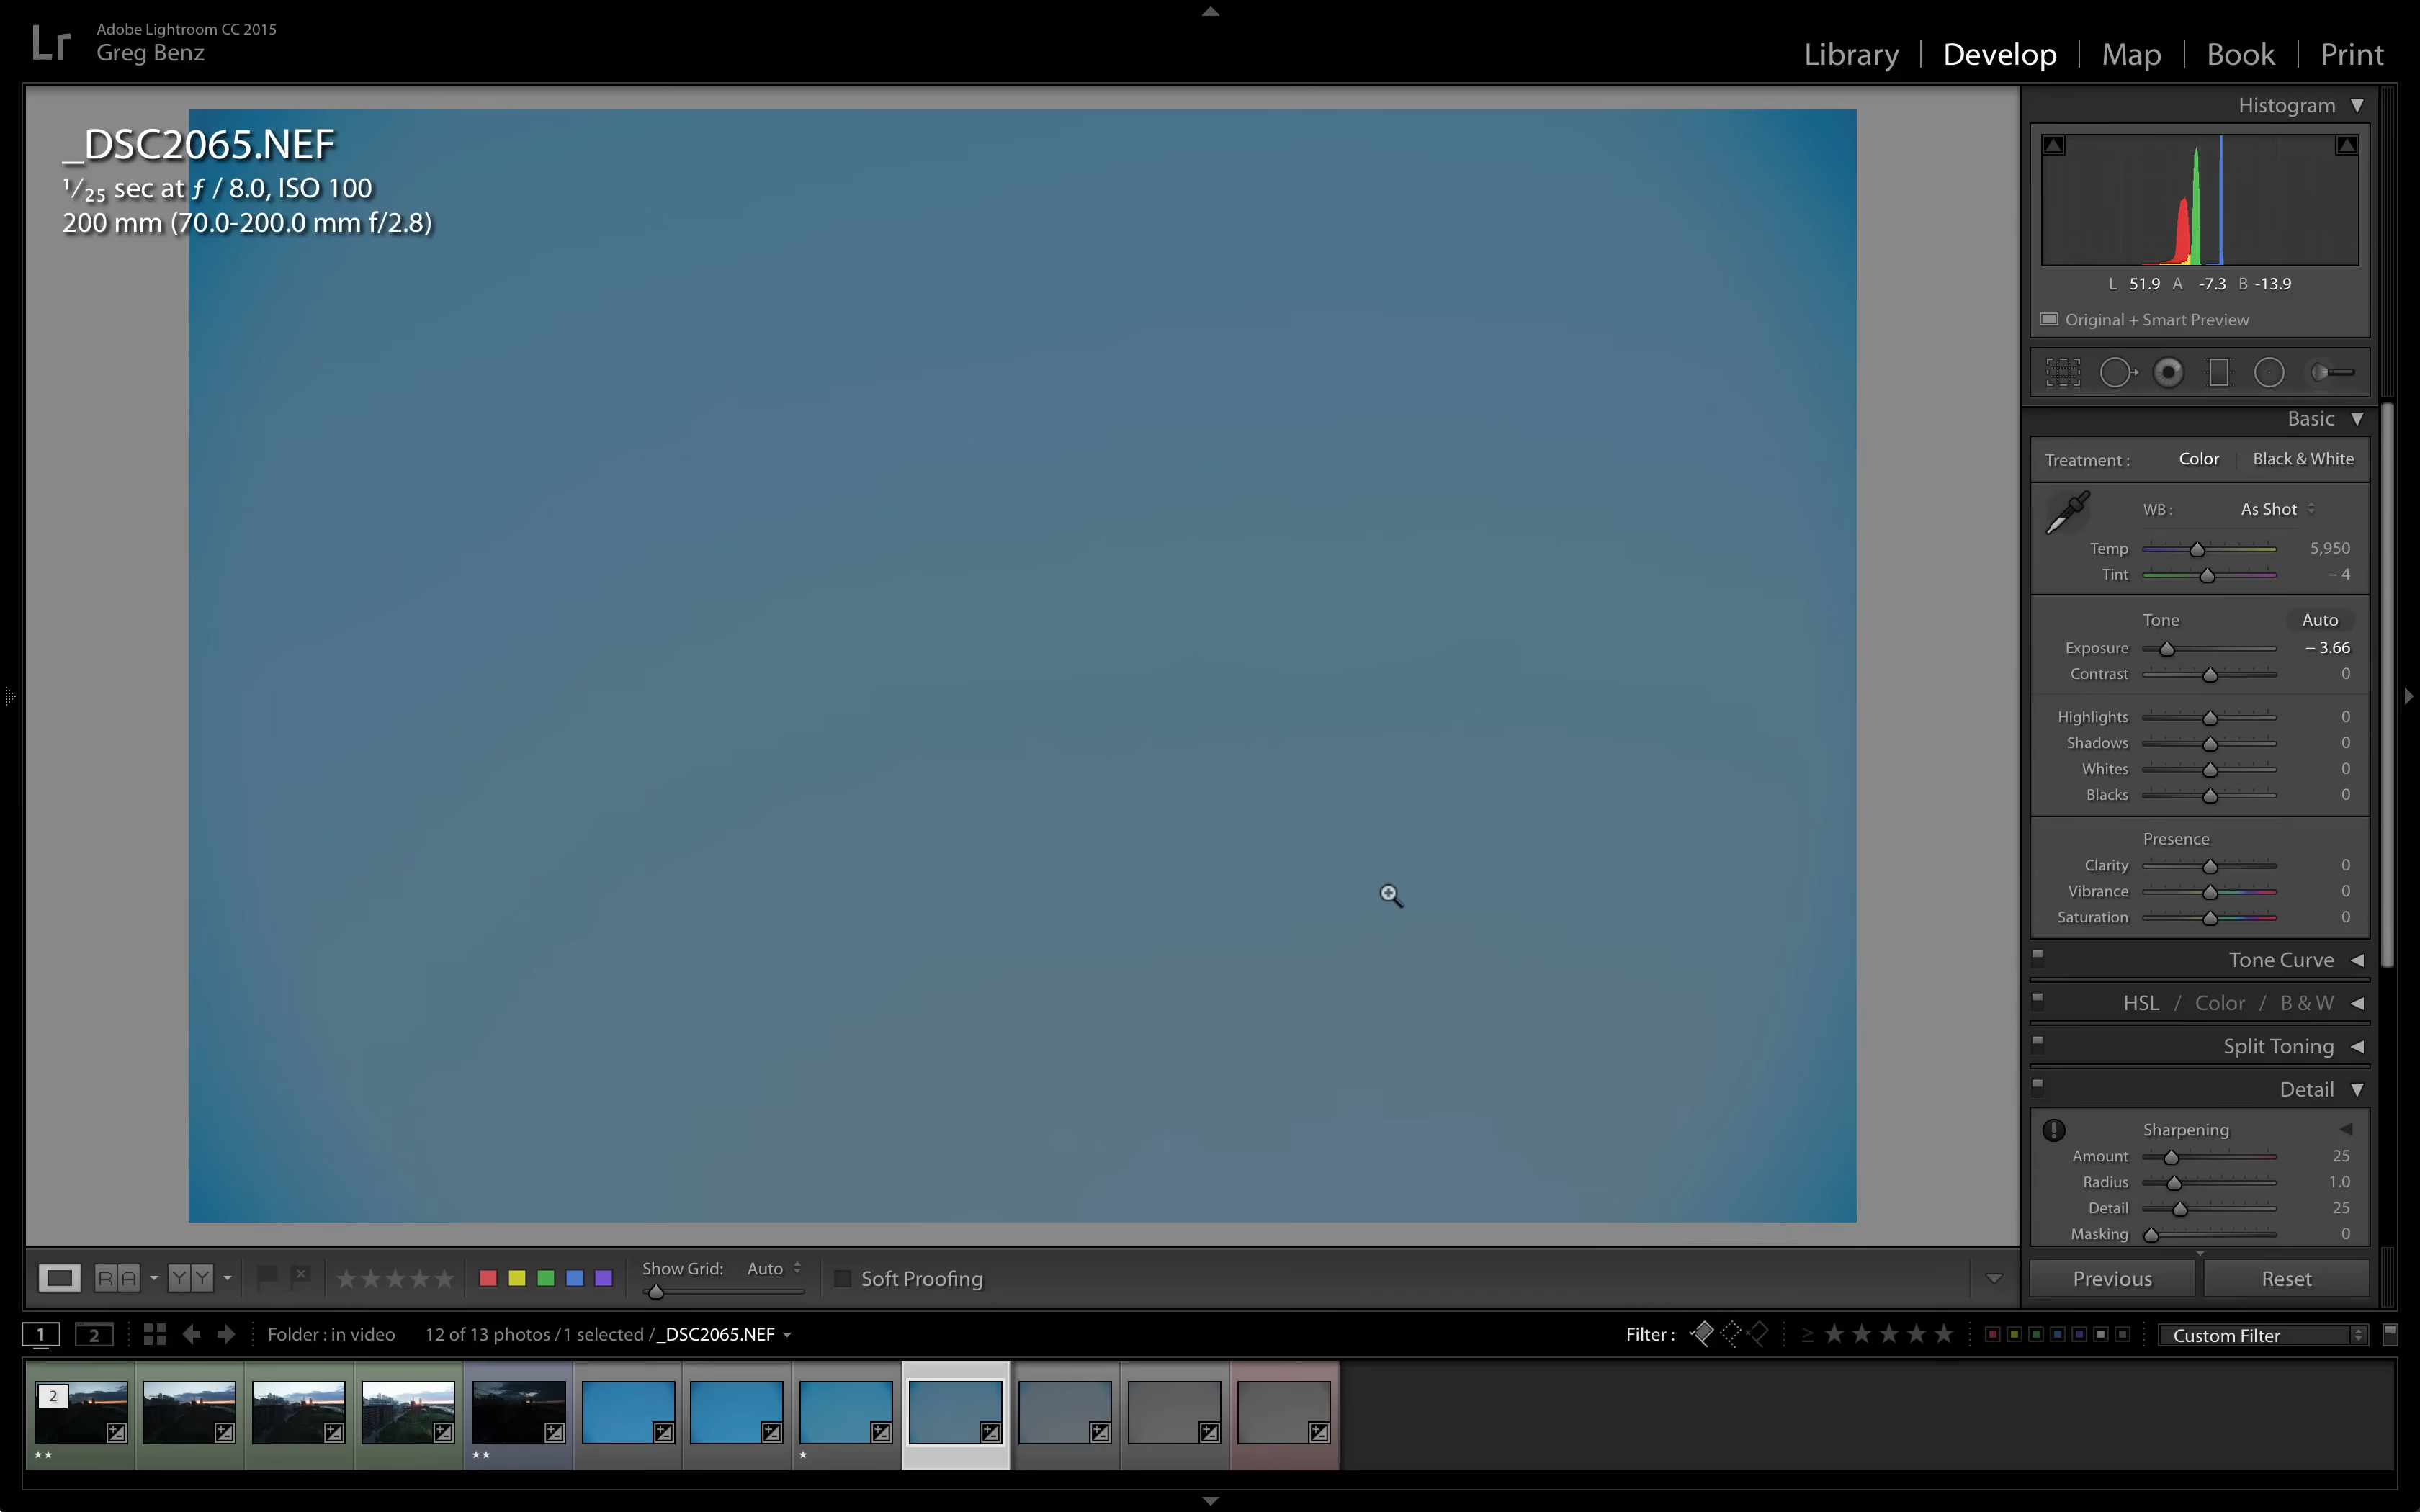 Lr
Adobe Lightroom CC 2015
Greg Benz
Library | Develop | Map | Book | Print
_DSC2065.NEF
1/25 sec at ƒ / 8.0, ISO 100
200 mm (70.0-200.0 mm f/2.8)
Histogram
L 51.9 A -7.3 B -13.9
Original + Smart Preview
Basic
Treatment : Color | Black & White
WB : As Shot
Temp 5,950
Tint – 4
Tone Auto
Exposure – 3.66
Contrast 0
Highlights 0
Shadows 0
Whites 0
Blacks 0
Presence
Clarity 0
Vibrance 0
Saturation 0
Tone Curve
HSL / Color / B & W
Split Toning
Detail
Sharpening
Amount 25
Radius 1.0
Detail 25
Masking 0
Previous Reset
R A Y Y Show Grid: Auto Soft Proofing
1 2 Folder : in video 12 of 13 photos / 1 selected / _DSC2065.NEF Filter : ≥ Custom Filter
2